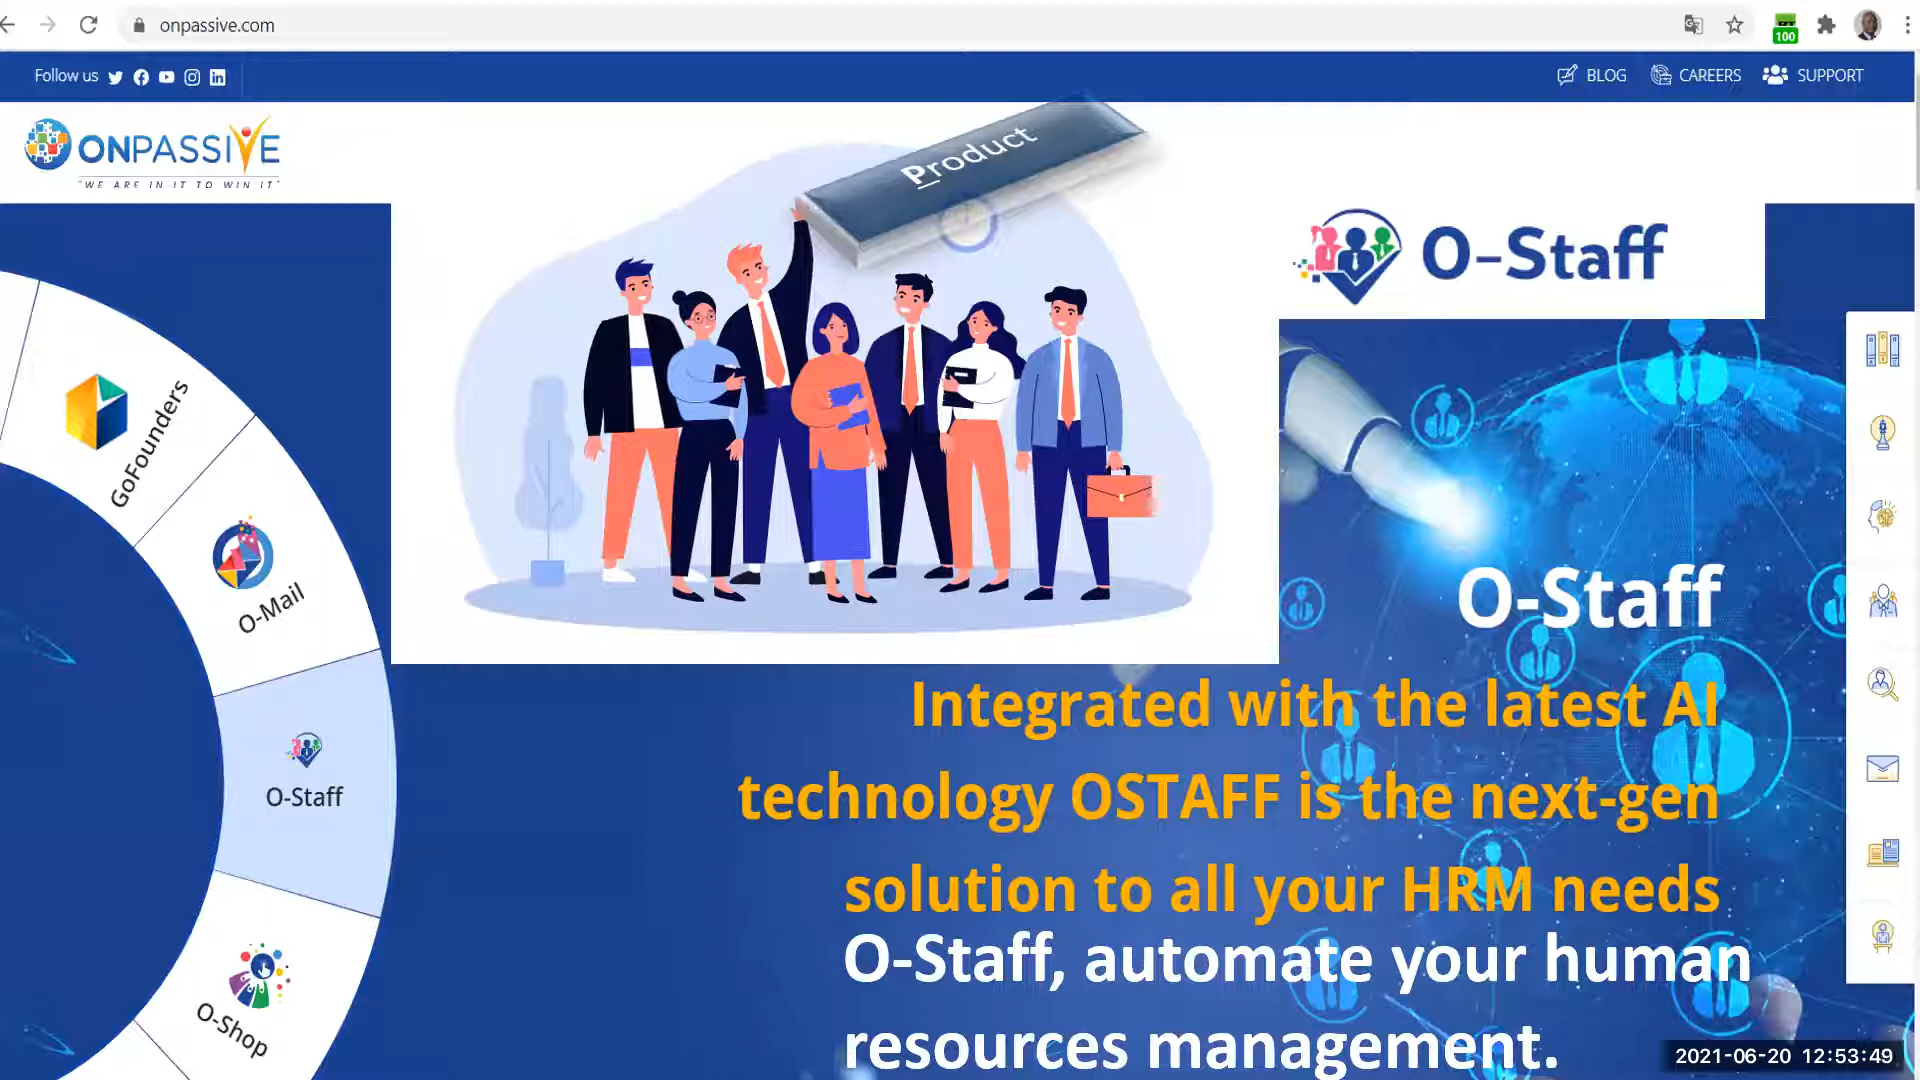 onpassive.com
100
Follow us
BLOG
CAREERS
SUPPORT
ONPASSIVE
"WE ARE IN IT TO WIN IT"
Product
O-Staff
GoFounders
O-Mail
O-Staff
O-Shop
O-Staff
Integrated with the latest AI
technology OSTAFF is the next-gen
solution to all your HRM needs
O-Staff, automate your human
resources management.
2021-06-20 12:53:49